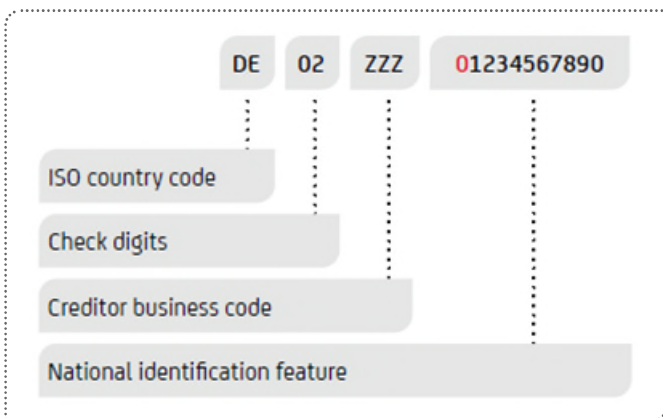 DE 02 ZZZ 01234567890
ISO country code
Check digits
Creditor business code
National identification feature